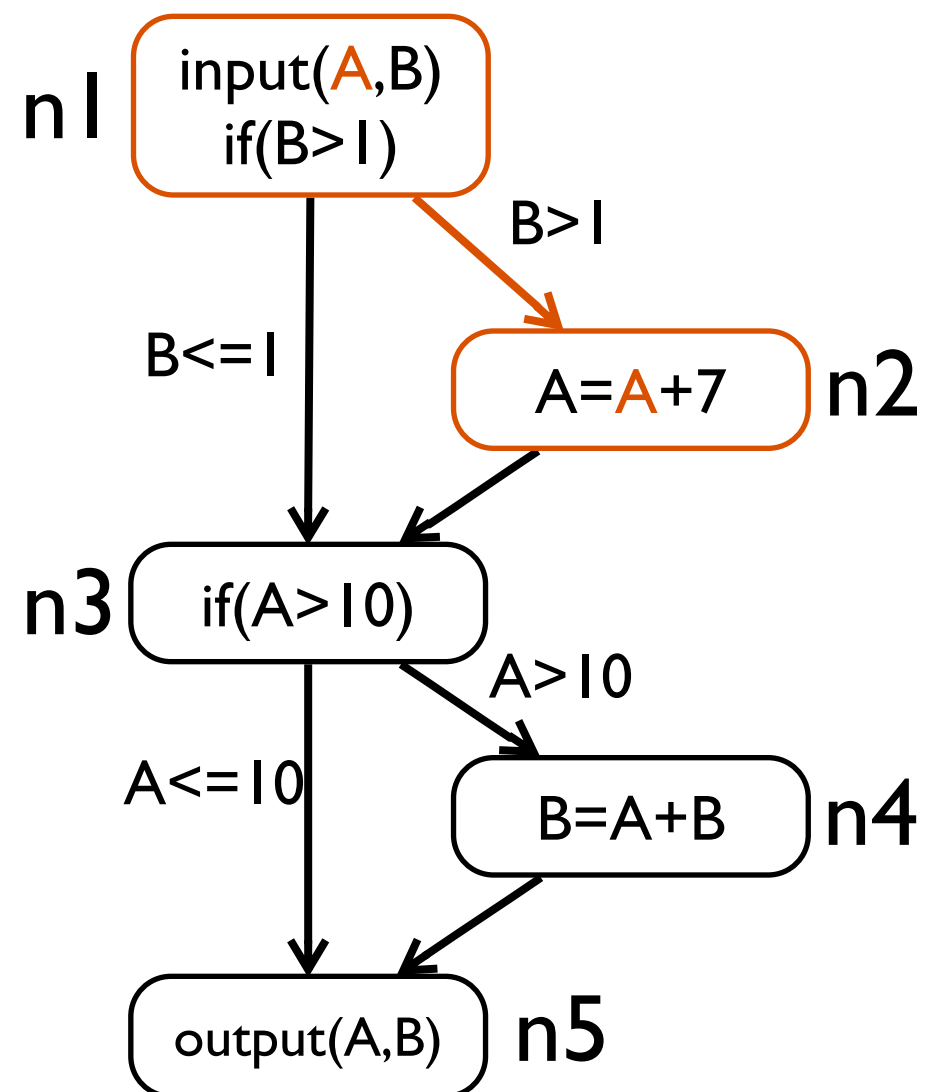 n1
input(A,B)
if(B>1)
B>1
B<=1
A=A+7
n2
n3
if(A>10)
A>10
A<=10
B=A+B
n4
output(A,B)
n5